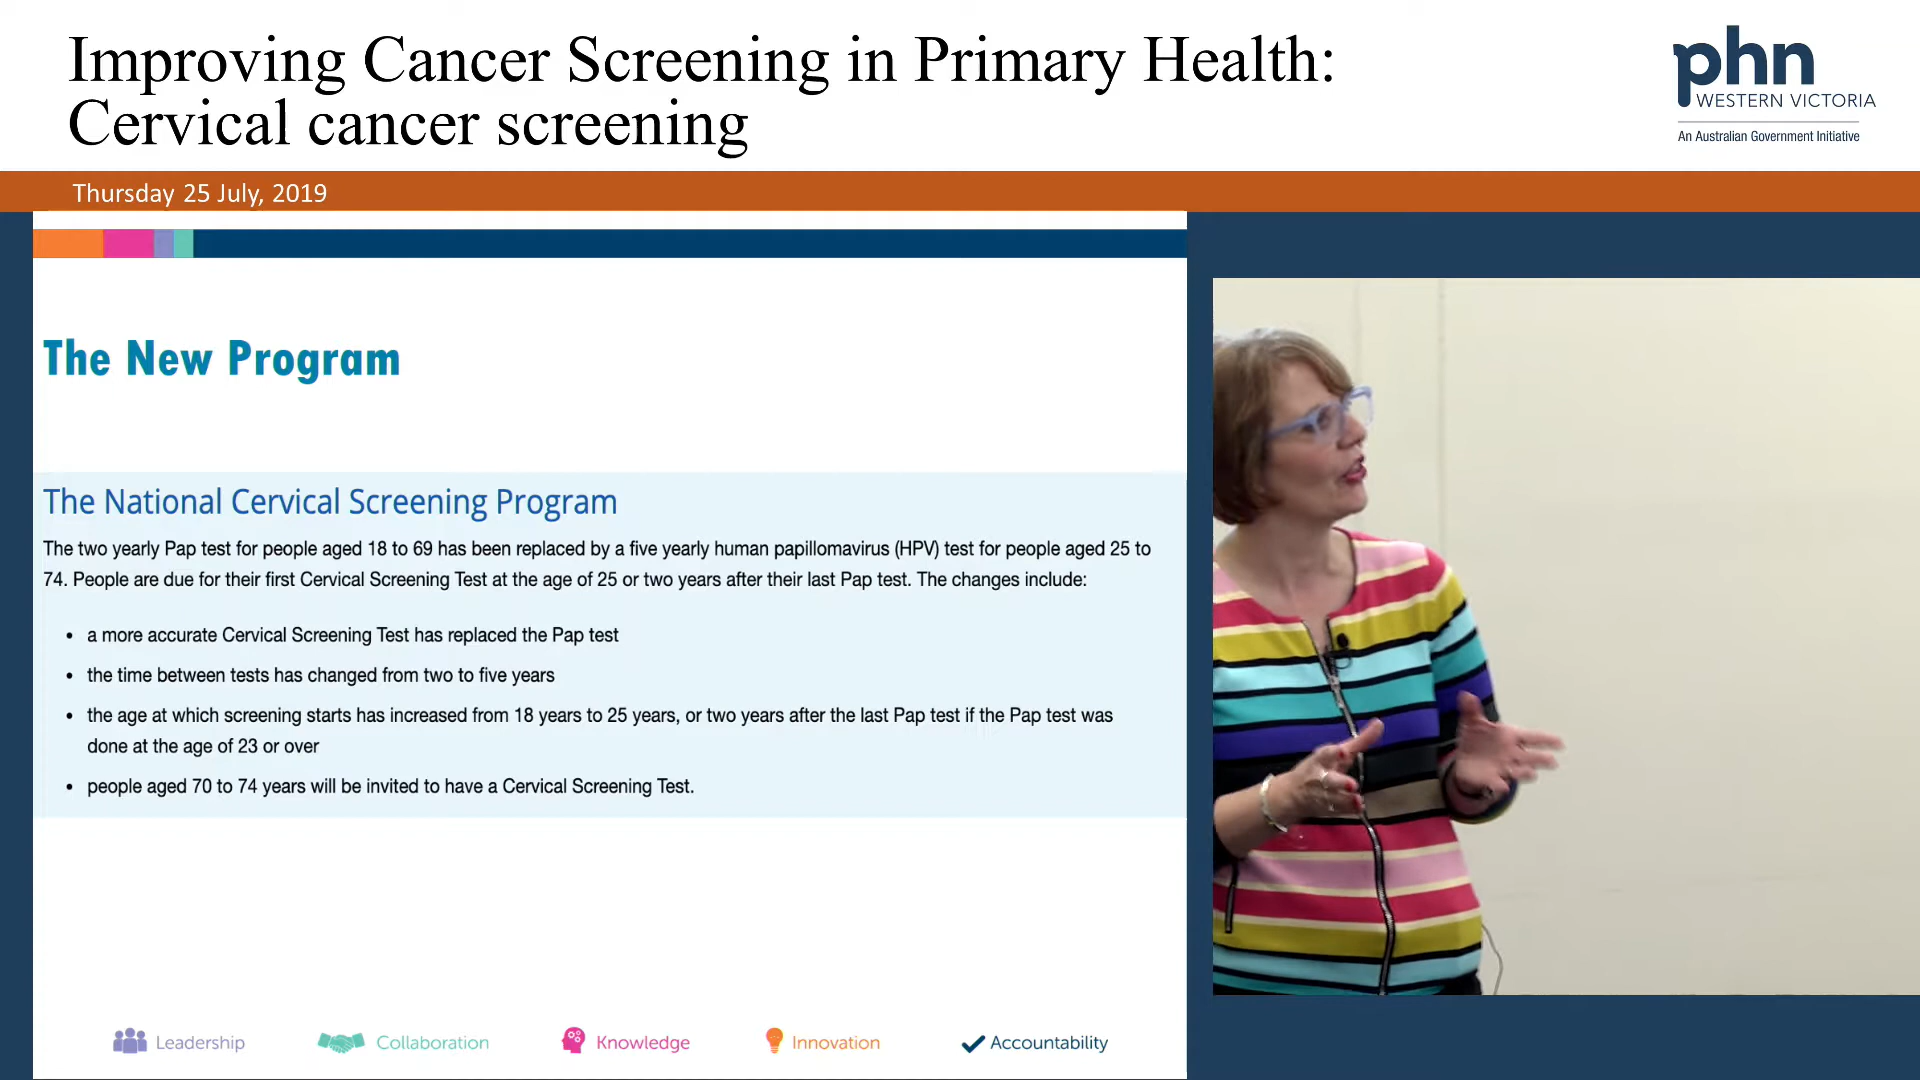 Improving Cancer Screening in Primary Health:
Cervical cancer screening
phn
WESTERN VICTORIA
An Australian Government Initiative
Thursday 25 July, 2019
The New Program
The National Cervical Screening Program
The two yearly Pap test for people aged 18 to 69 has been replaced by a five yearly human papillomavirus (HPV) test for people aged 25 to
74. People are due for their first Cervical Screening Test at the age of 25 or two years after their last Pap test. The changes include:
• a more accurate Cervical Screening Test has replaced the Pap test
• the time between tests has changed from two to five years
• the age at which screening starts has increased from 18 years to 25 years, or two years after the last Pap test if the Pap test was
done at the age of 23 or over
• people aged 70 to 74 years will be invited to have a Cervical Screening Test.
Leadership
Collaboration
Knowledge
Innovation
Accountability